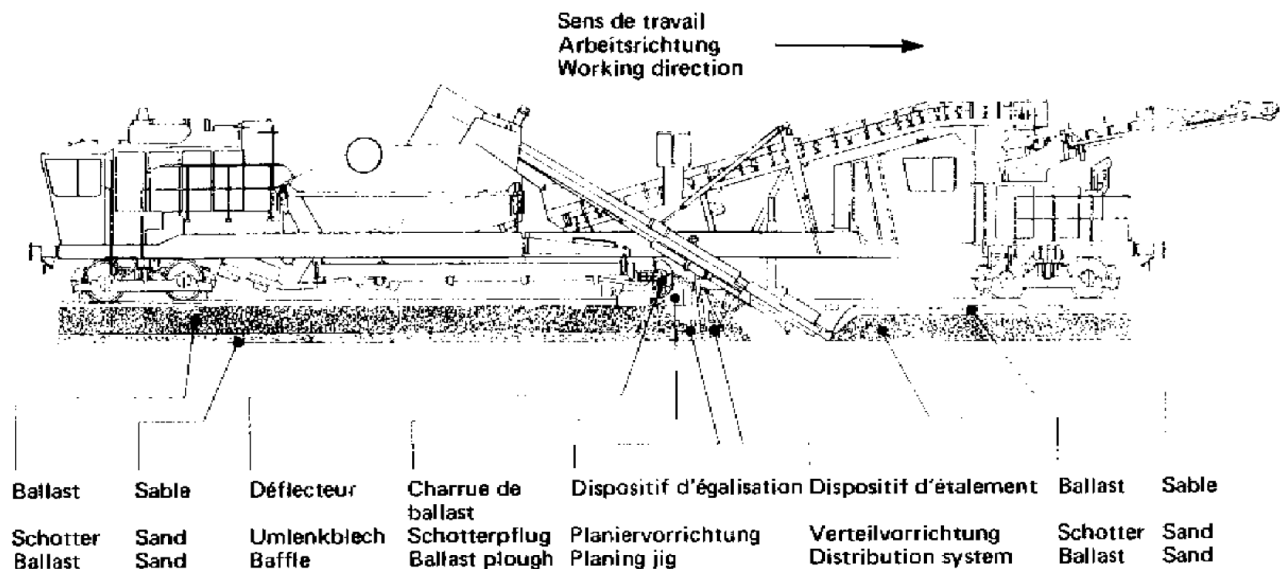 Sens de travail
Arbeitsrichtung
Working direction
Ballast Sable Déflecteur Charrue de ballast Dispositif d'égalisation Dispositif d'étalement Ballast Sable
Schotter Sand Umlenkblech Schotterpflug Planiervorrichtung Verteilvorrichtung Schotter Sand
Ballast Sand Baffle Ballast plough Planing jig Distribution system Ballast Sand